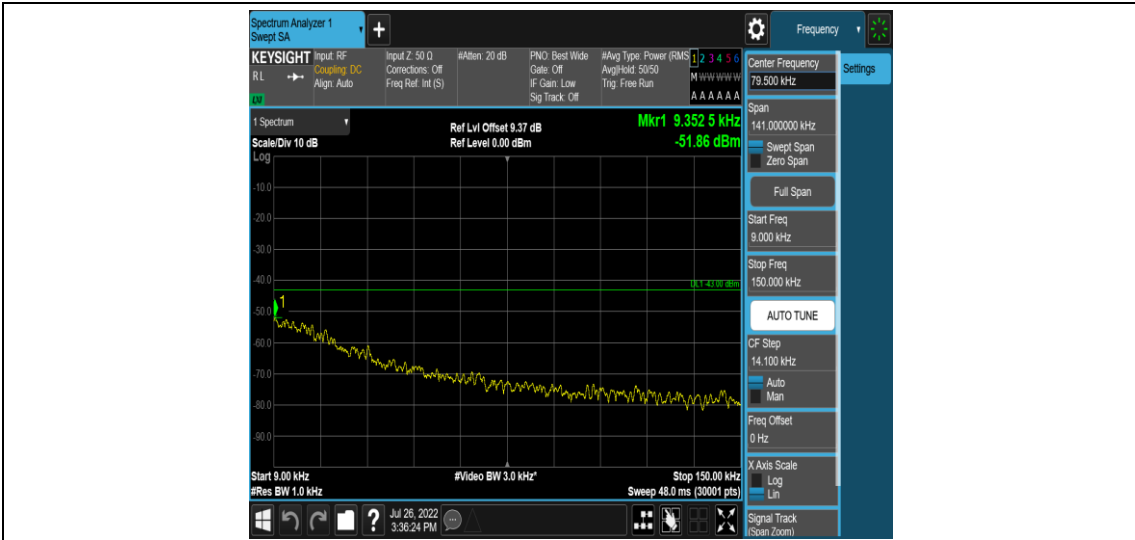 Spectrum Analyzer 1
Swept SA
+
Frequency
KEYSIGHT
RL
LXI
Input: RF
Coupling: DC
Align: Auto
Input Z: 50 Ω
Corrections: Off
Freq Ref: Int (S)
#Atten: 20 dB
PNO: Best Wide
Gate: Off
IF Gain: Low
Sig Track: Off
#Avg Type: Power (RMS
Avg|Hold: 50/50
Trig: Free Run
1 2 3 4 5 6
M W W W W W
A A A A A A
1 Spectrum
Scale/Div 10 dB
Log
Ref Lvl Offset 9.37 dB
Ref Level 0.00 dBm
Mkr1 9.352 5 kHz
-51.86 dBm
-10.0
-20.0
-30.0
-40.0
DL1 -43.00 dBm
1
-50.0
-60.0
-70.0
-80.0
-90.0
Start 9.00 kHz
#Video BW 3.0 kHz*
Stop 150.00 kHz
#Res BW 1.0 kHz
Sweep 48.0 ms (30001 pts)
?
Jul 26, 2022
3:36:24 PM
Center Frequency
79.500 kHz
Settings
Span
141.000000 kHz
Swept Span
Zero Span
Full Span
Start Freq
9.000 kHz
Stop Freq
150.000 kHz
AUTO TUNE
CF Step
14.100 kHz
Auto
Man
Freq Offset
0 Hz
X Axis Scale
Log
Lin
Signal Track
(Span Zoom)